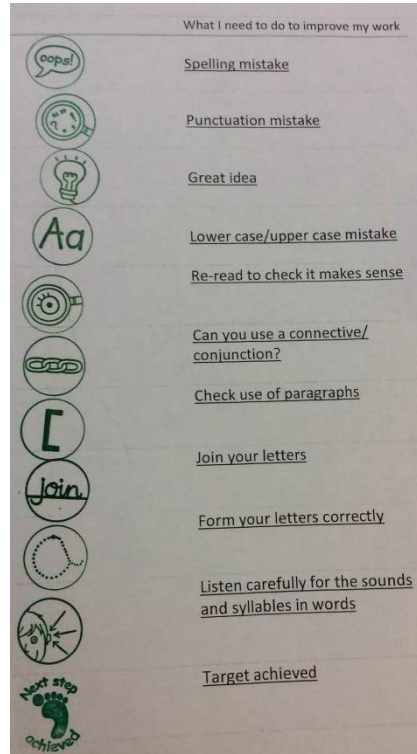 What I need to do to improve my work
oops!
Spelling mistake
Punctuation mistake
Great idea
Aa
Lower case/upper case mistake
Re-read to check it makes sense
Can you use a connective/
conjunction?
Check use of paragraphs
[
Join your letters
join
Form your letters correctly
Listen carefully for the sounds
and syllables in words
Target achieved
Next step
achieved